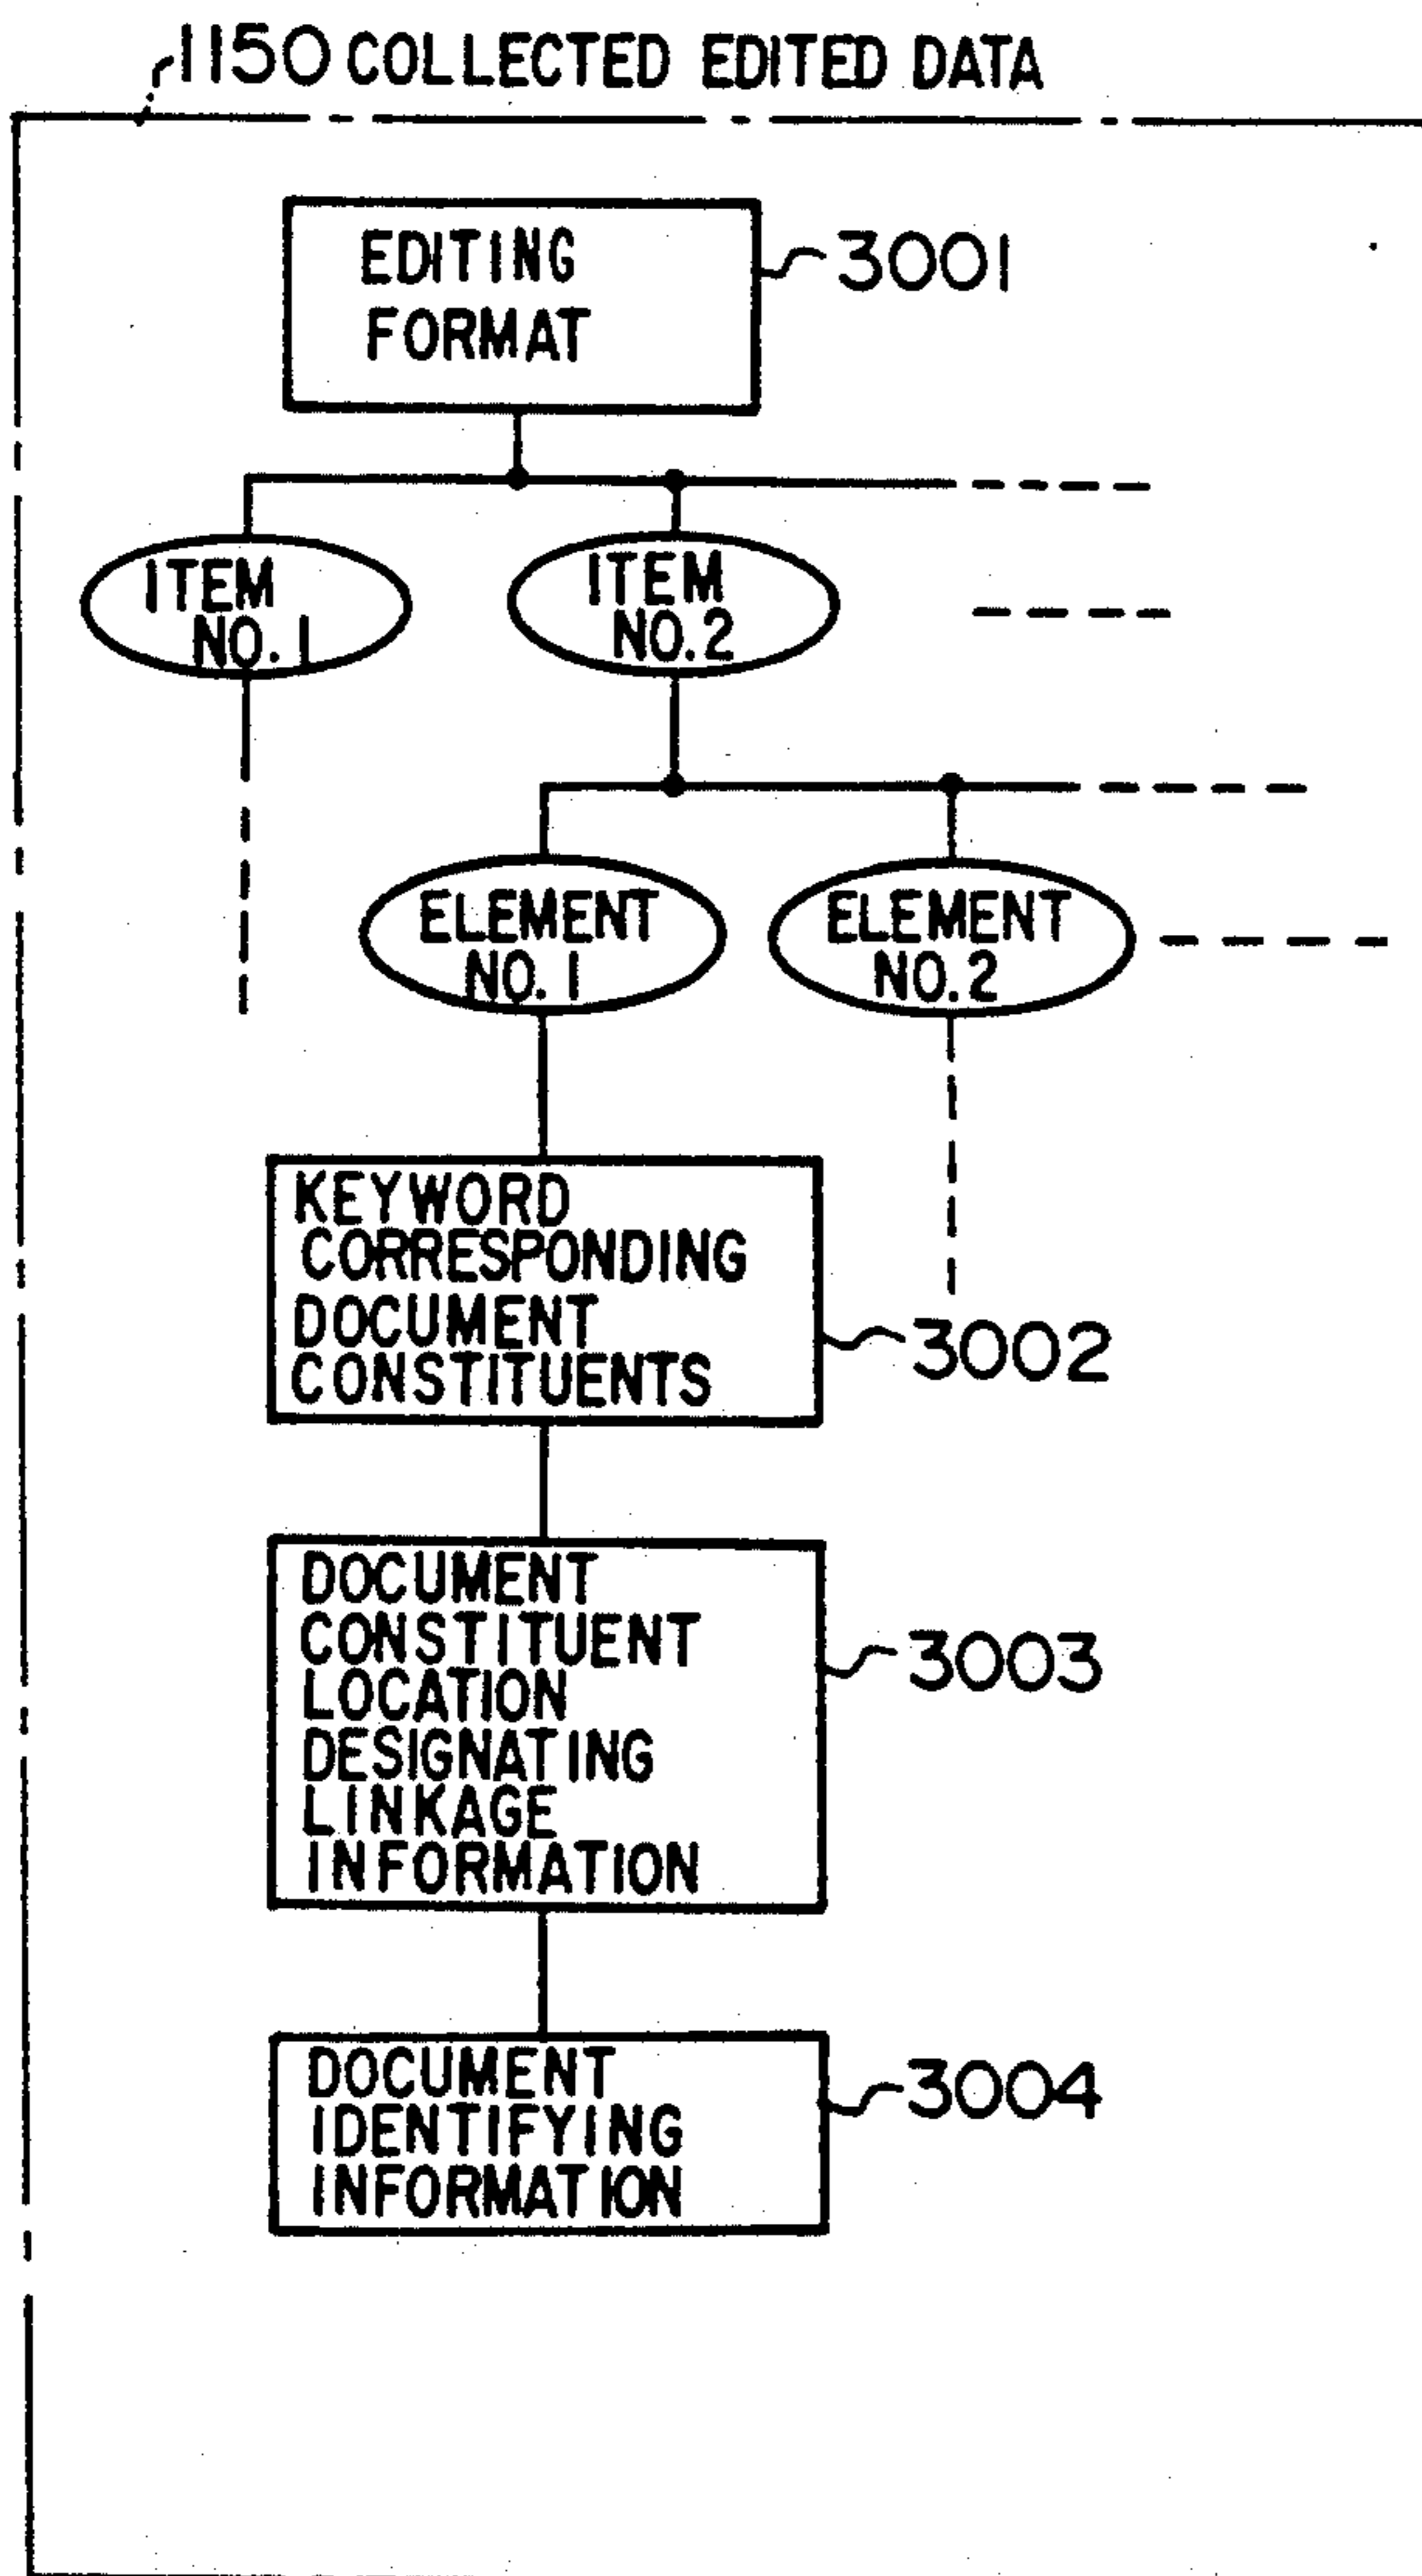 1150 COLLECTED EDITED DATA
EDITING
FORMAT
3001
ITEM
NO. 1
ITEM
NO. 2
ELEMENT
NO. 1
ELEMENT
NO. 2
KEYWORD
CORRESPONDING
DOCUMENT
CONSTITUENTS
3002
DOCUMENT
CONSTITUENT
LOCATION
DESIGNATING
LINKAGE
INFORMATION
3003
DOCUMENT
IDENTIFYING
INFORMATION
3004